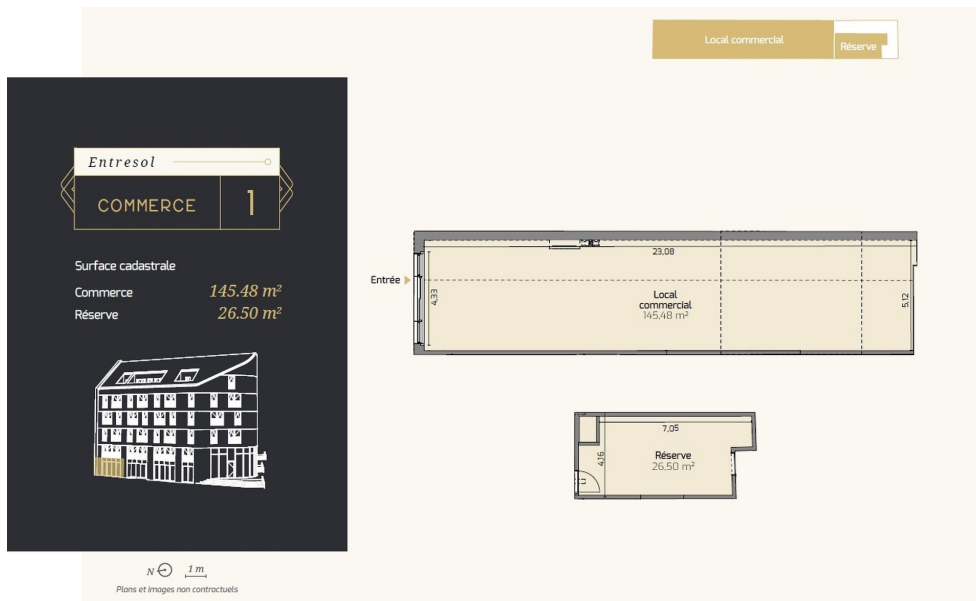 Local commercial
Réserve
Entresol
COMMERCE 1
Surface cadastrale
Commerce 145.48 m²
Réserve 26.50 m²
Entrée
4,33
23,08
Local
commercial
145,48 m²
5,12
7,05
4,16
Réserve
26,50 m²
N 1 m
Plans et images non contractuels